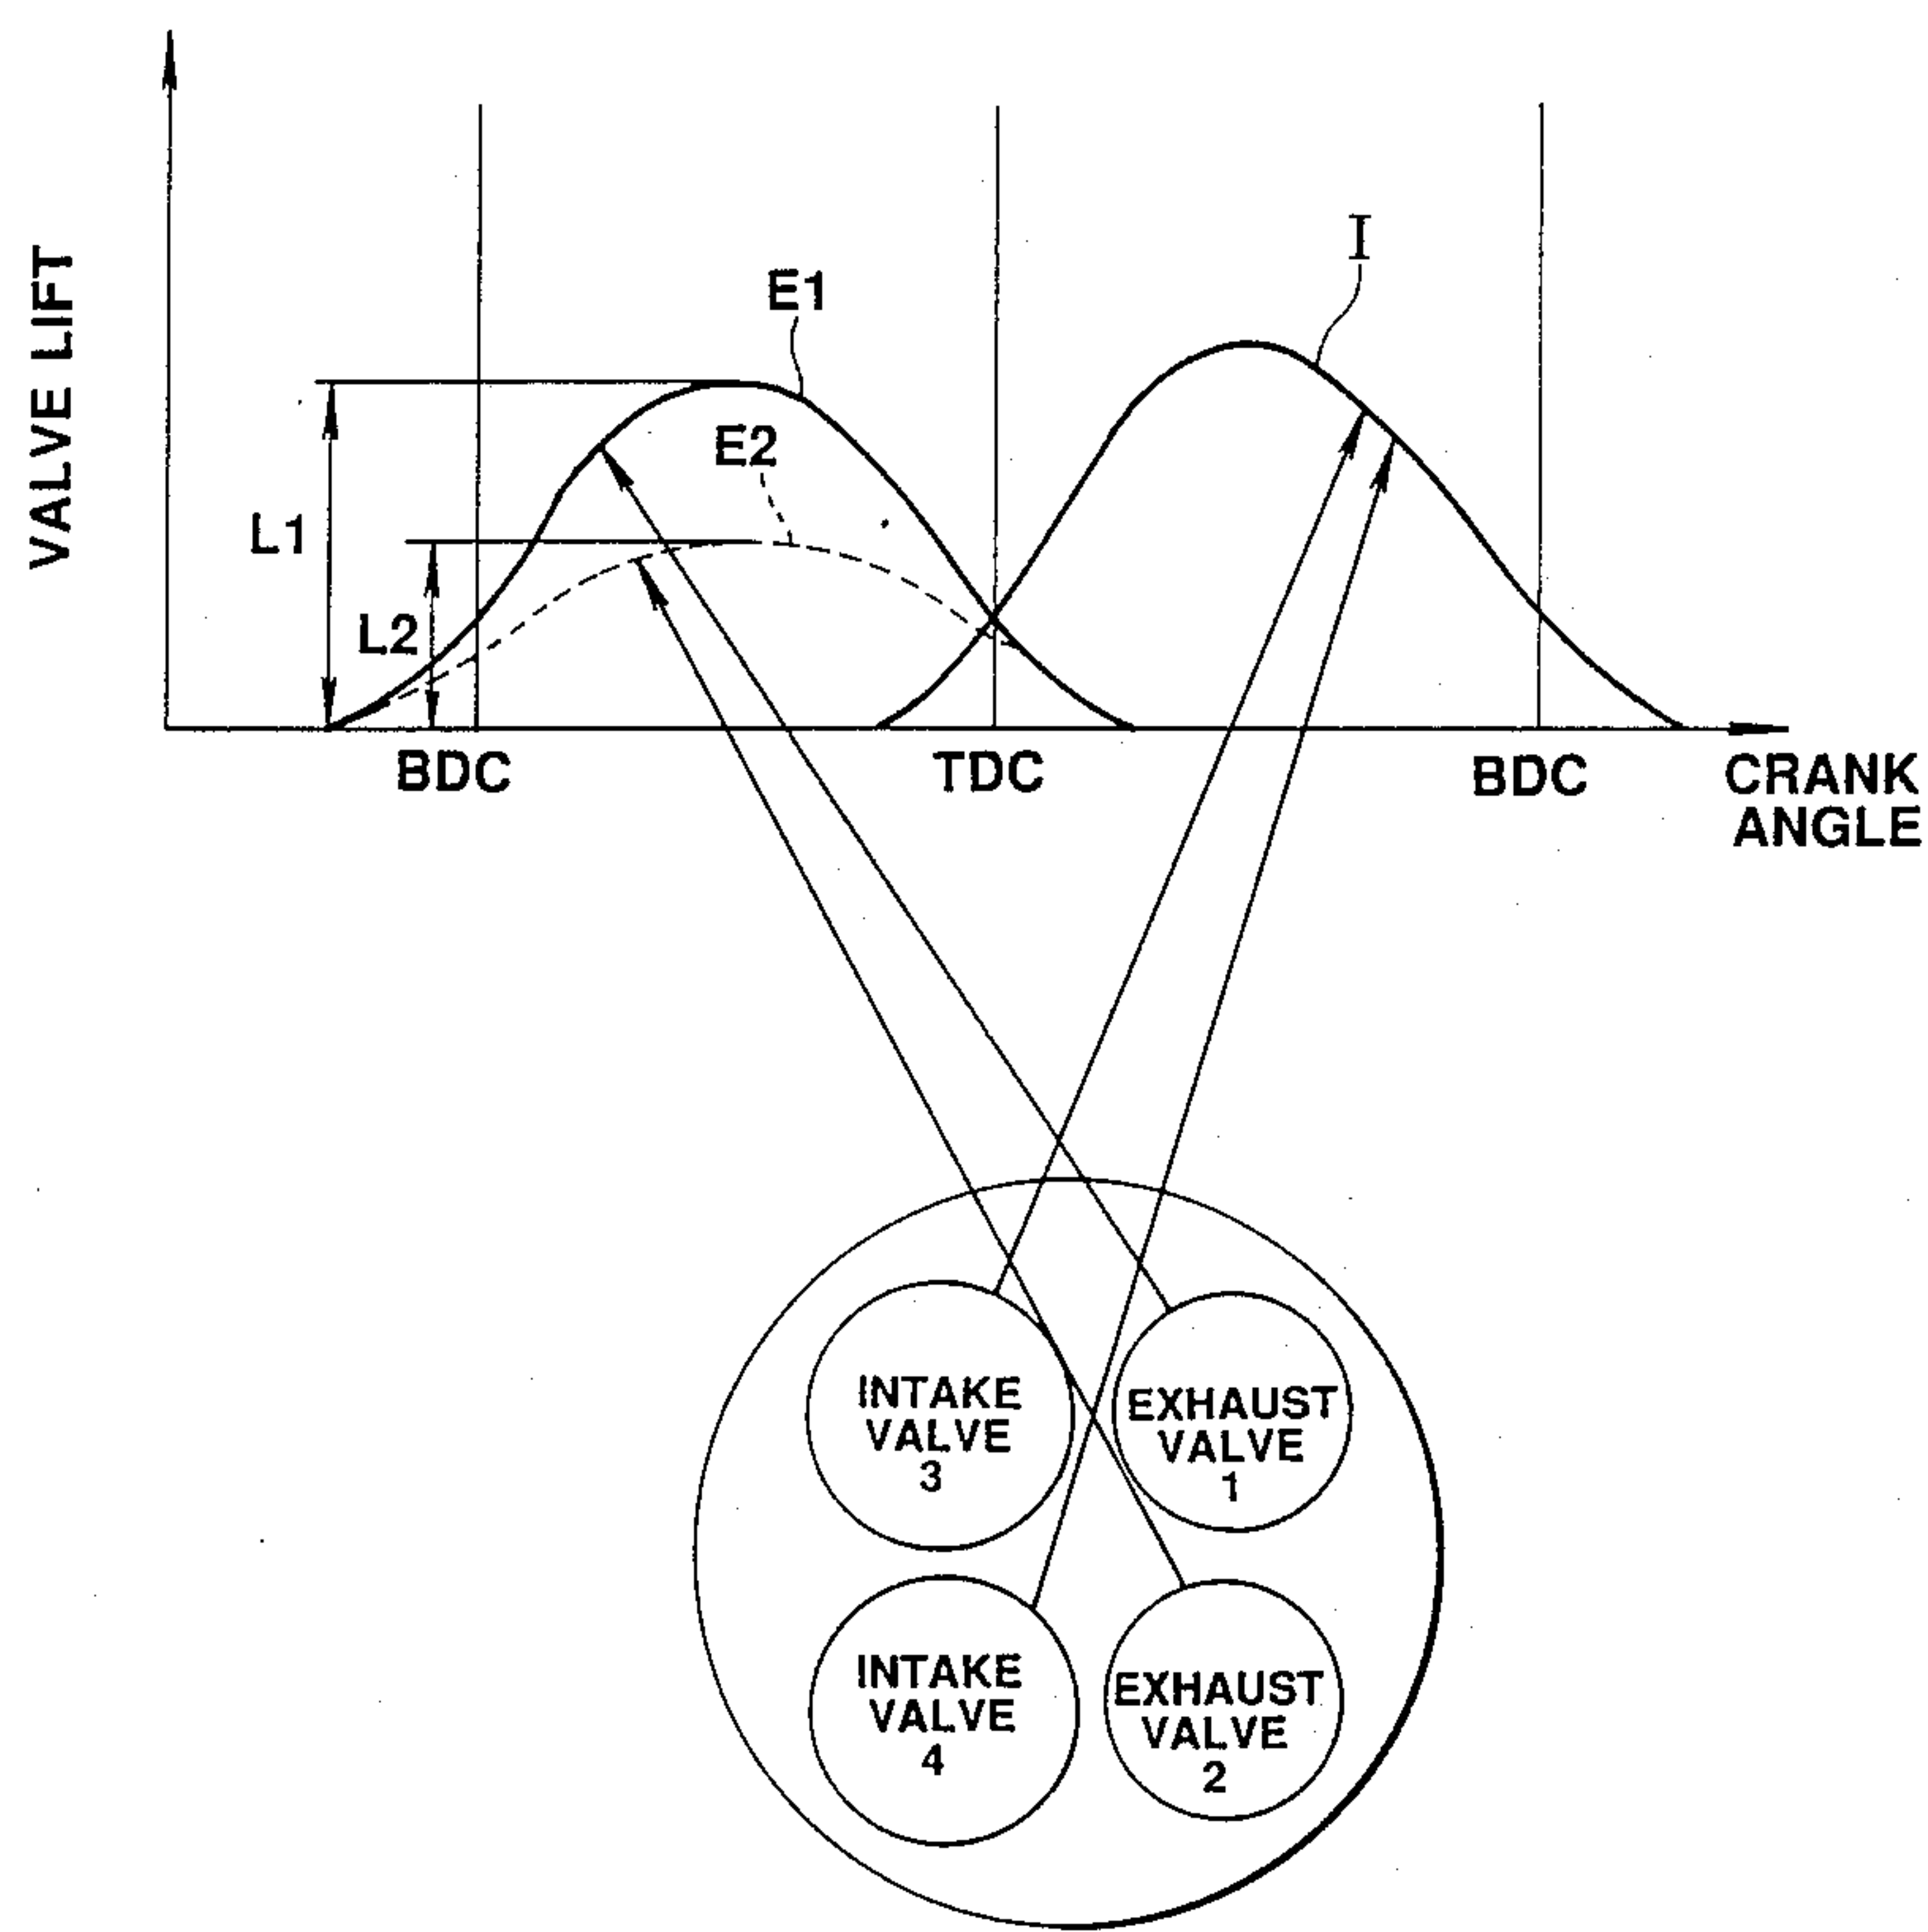 VALVE LIFT
I
E1
E2
L1
L2
BDC
TDC
BDC
CRANK
ANGLE
INTAKE
VALVE
3
EXHAUST
VALVE
1
INTAKE
VALVE
4
EXHAUST
VALVE
2